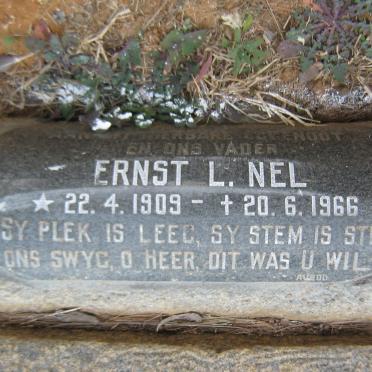 EN ONS VADER
ERNST L. NEL
★ 22. 4. 1909 – † 20. 6. 1966
SY PLEK IS LEEG, SY STEM IS
ONS SWYG, O HEER, DIT WAS U WIL